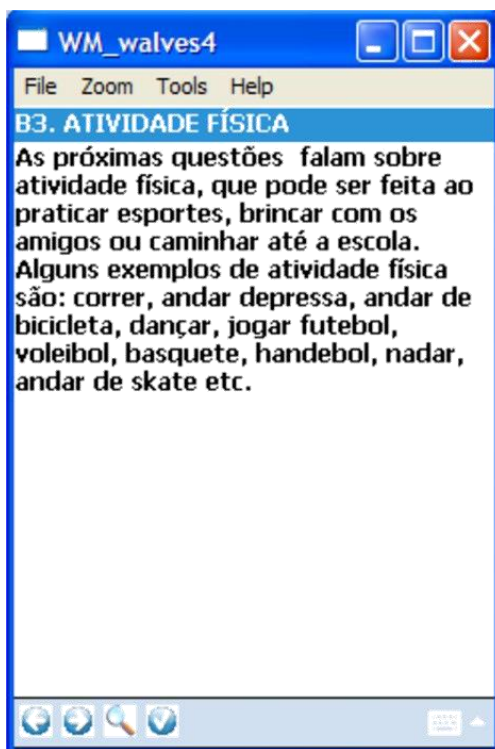 WM_walves4
File Zoom Tools Help
B3. ATIVIDADE FÍSICA
As próximas questões falam sobre
atividade física, que pode ser feita ao
praticar esportes, brincar com os
amigos ou caminhar até a escola.
Alguns exemplos de atividade física
são: correr, andar depressa, andar de
bicicleta, dançar, jogar futebol,
voleibol, basquete, handebol, nadar,
andar de skate etc.